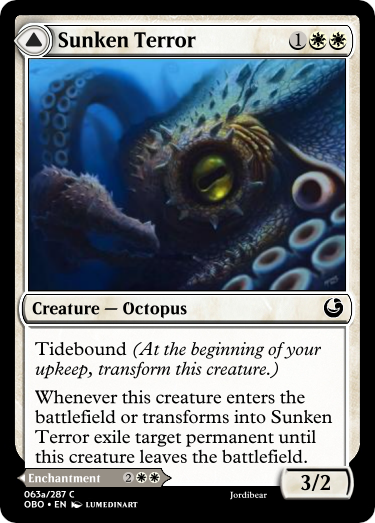 Sunken Terror 1
Creature — Octopus
Tidebound (At the beginning of your
upkeep, transform this creature.)
Whenever this creature enters the
battlefield or transforms into Sunken
Terror exile target permanent until
this creature leaves the battlefield.
Enchantment 2
3/2
063a/287 C
OBO • EN LUMEDINART
Jordibear